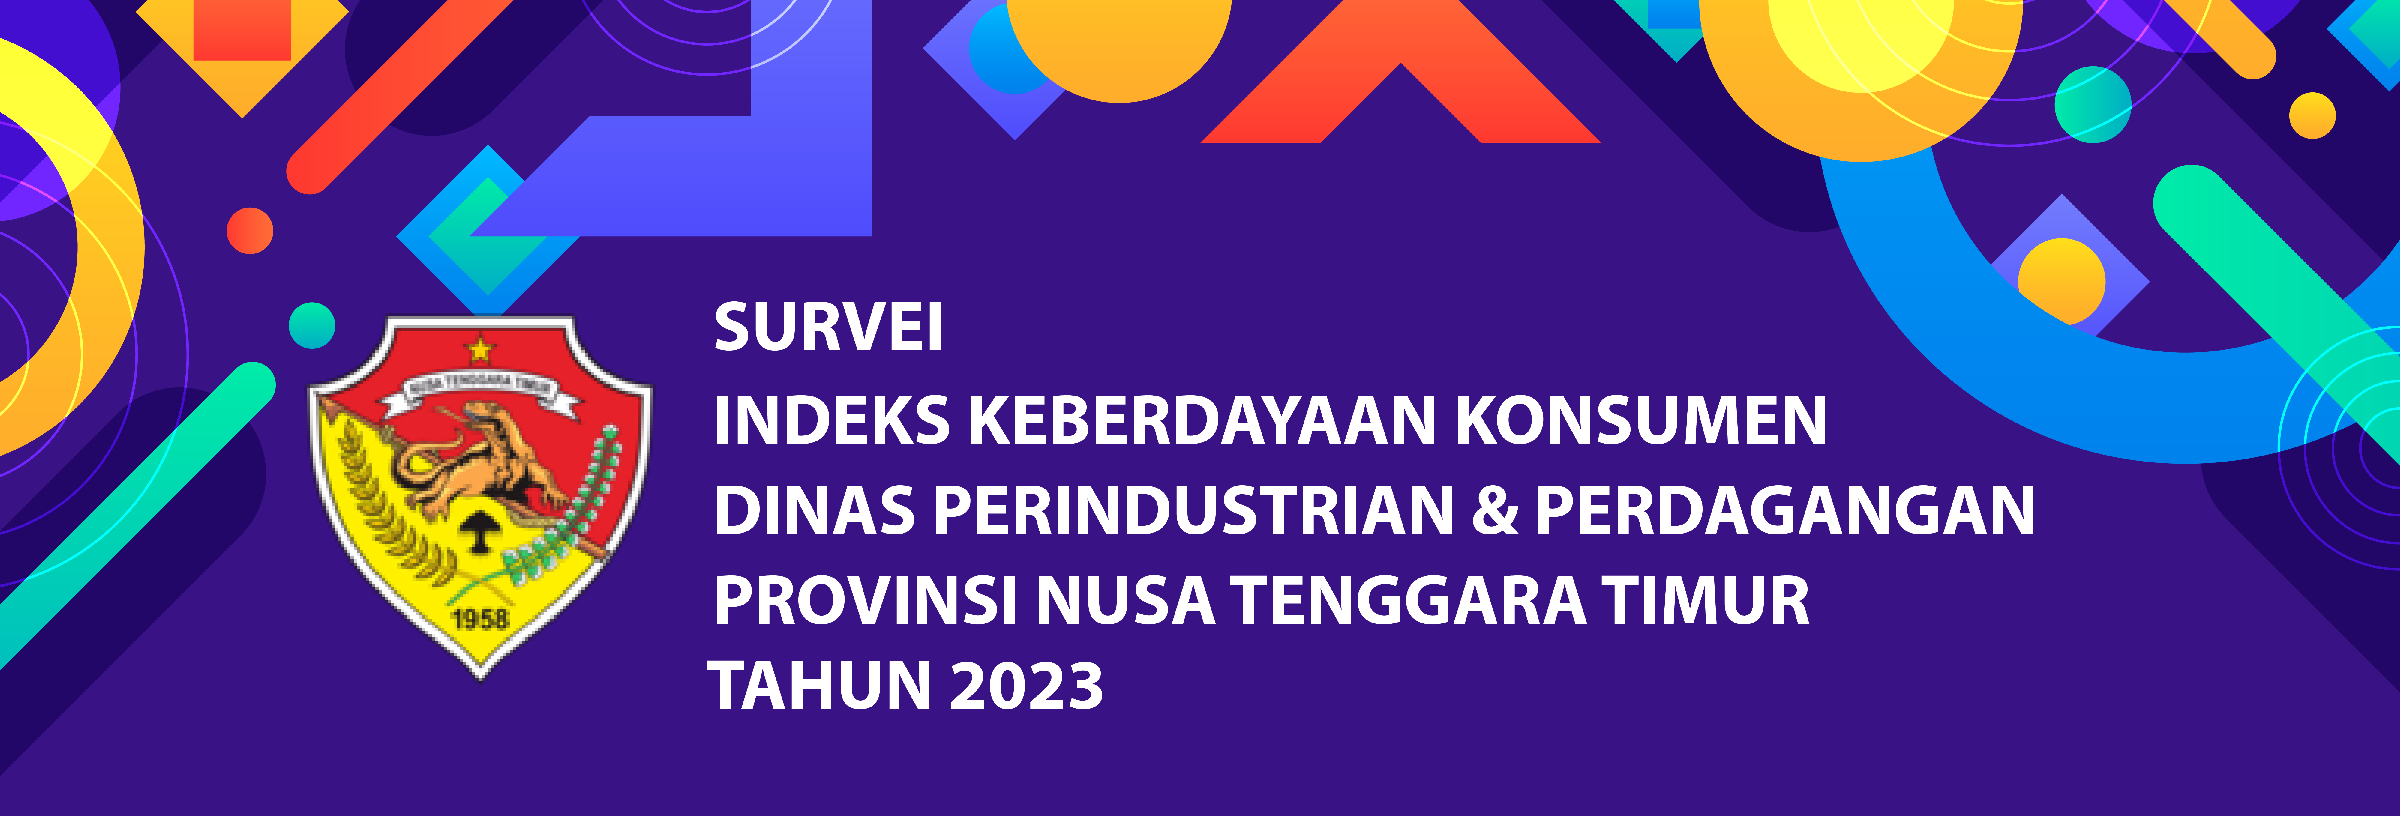 SURVEI
INDEKS KEBERDAYAAN KONSUMEN
DINAS PERINDUSTRIAN & PERDAGANGAN
PROVINSI NUSA TENGGARA TIMUR
TAHUN 2023
NUSA TENGGARA TIMUR
1958